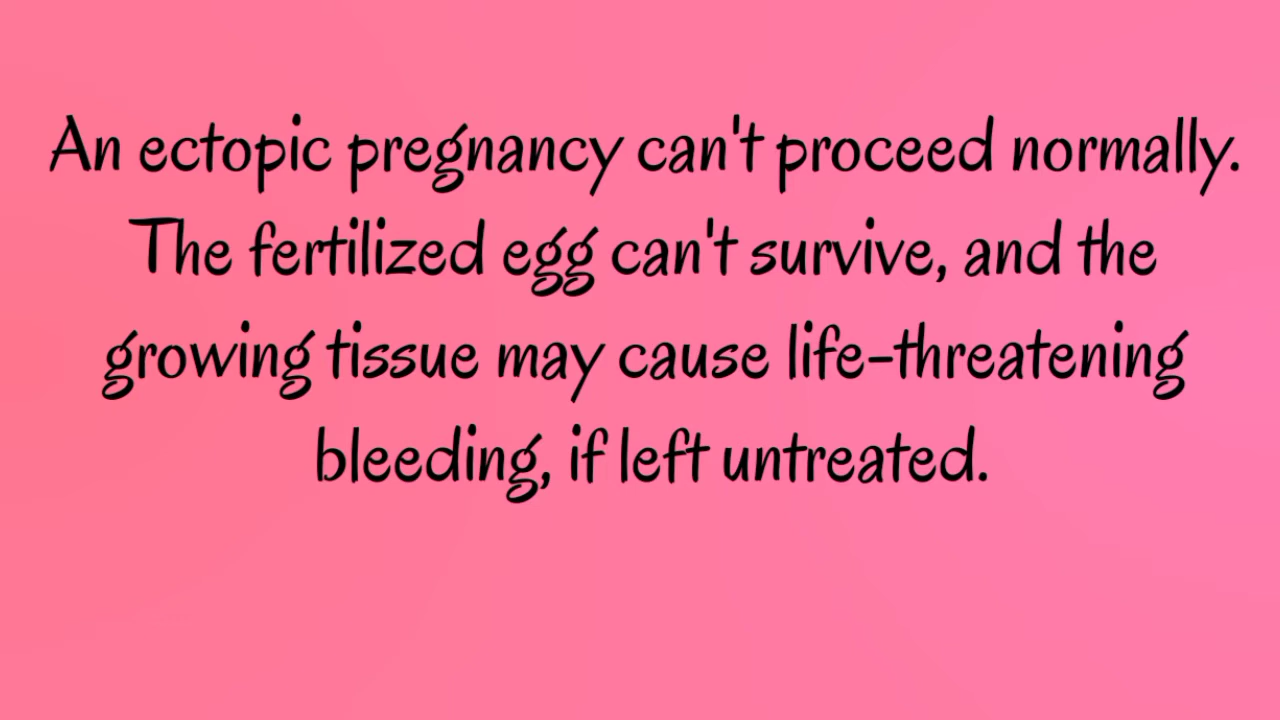 An ectopic pregnancy can't proceed normally.
The fertilized egg can't survive, and the
growing tissue may cause life-threatening
bleeding, if left untreated.